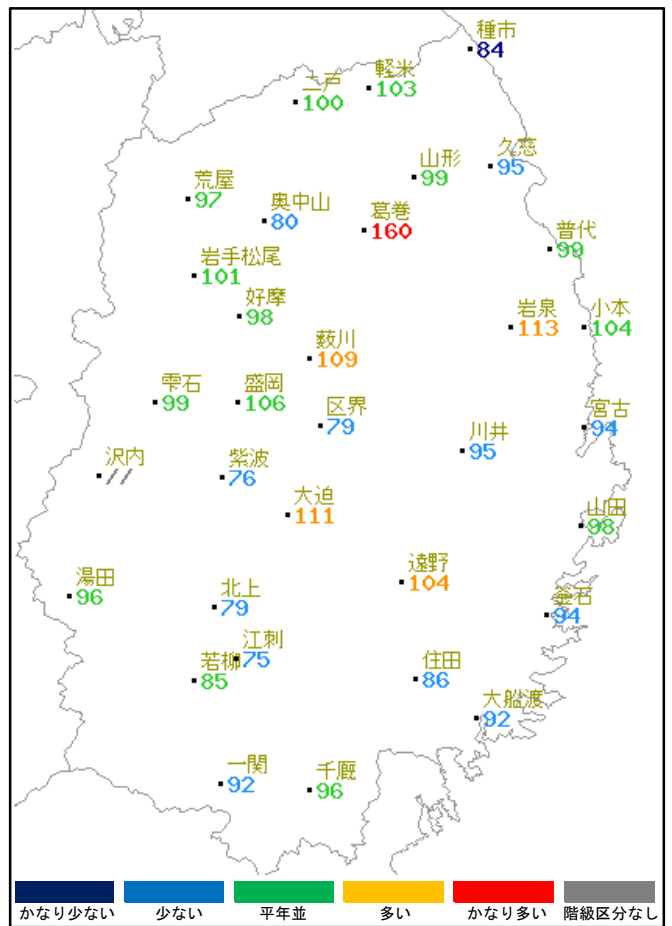 種市
84
軽米
103
二戸
100
久慈
95
山形
99
荒屋
97
奥中山
80
葛巻
160
普代
99
岩手松尾
101
好摩
98
岩泉
113
小本
104
薮川
109
雫石
99
盛岡
106
区界
79
宮古
94
川井
95
沢内
//
紫波
76
大迫
111
山田
98
遠野
104
湯田
96
北上
79
釜石
94
江刺
75
若柳
85
住田
86
大船渡
92
一関
92
千厩
96
かなり少ない 少ない 平年並 多い かなり多い 階級区分なし